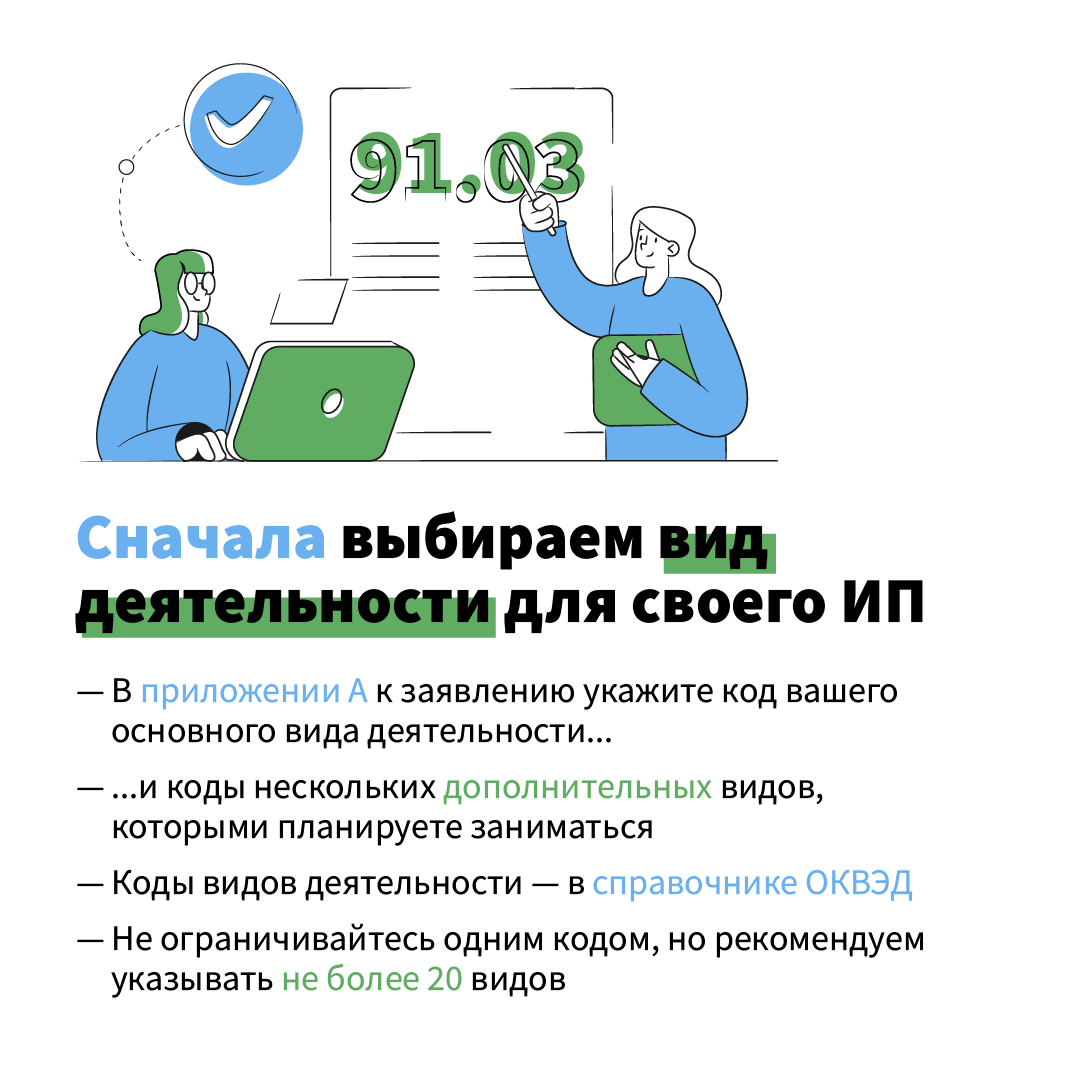 91.03
Сначала выбираем вид
деятельности для своего ИП
— В приложении А к заявлению укажите код вашего
основного вида деятельности...
— ...и коды нескольких дополнительных видов,
которыми планируете заниматься
— Коды видов деятельности — в справочнике ОКВЭД
— Не ограничивайтесь одним кодом, но рекомендуем
указывать не более 20 видов